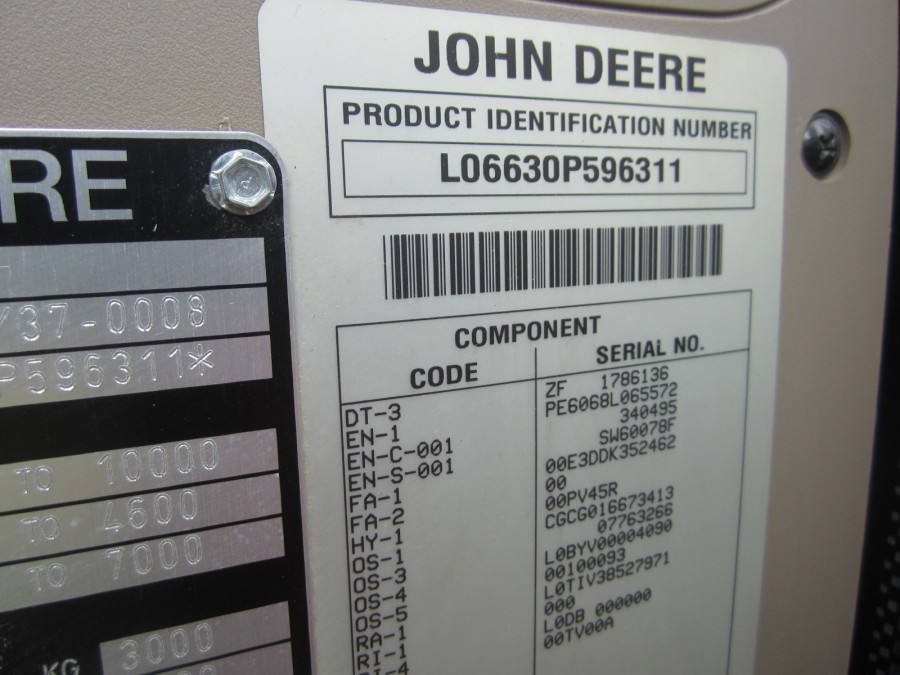 JOHN DEERE
PRODUCT IDENTIFICATION NUMBER
L06630P596311
COMPONENT
CODE
SERIAL NO.
DT-3 ZF 1786136
EN-1 PE6068L065572
EN-C-001 340495
EN-S-001 SW60078F
FA-1 00E3DDK352462
FA-2 00
HY-1 00PV45R
OS-1 CGCG016673413
OS-3 07763266
OS-4 L0BYV00004090
OS-5 00100093
RA-1 L0TIV38527971
RI-1 000
RI-4 L0DB 000000
00TV00A
RE
37-0008
P596311*
TO 10000
TO 4600
TO 7000
KG 3000